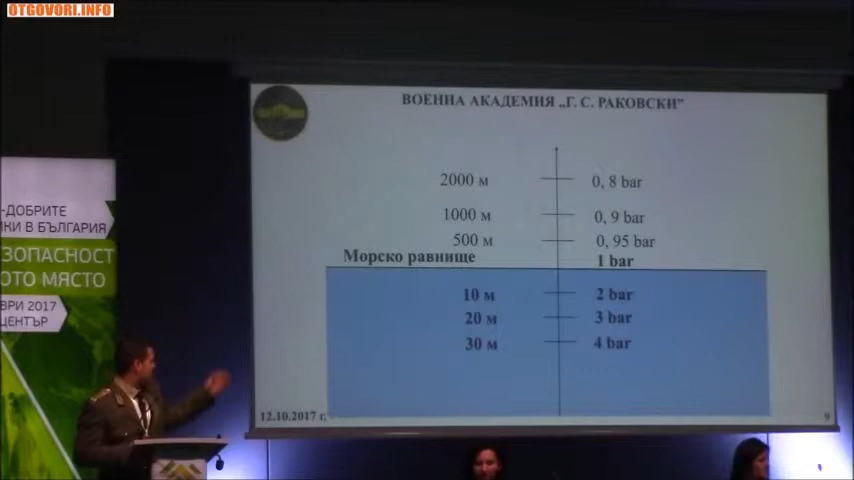 OTGOVORI.INFO
ВОЕННА АКАДЕМИЯ „Г. С. РАКОВСКИ”
2000 м 0, 8 bar
1000 м 0, 9 bar
500 м 0, 95 bar
Морско равнище 1 bar
10 м 2 bar
20 м 3 bar
30 м 4 bar
12.10.2017 г. 9
-ДОБРИТЕ
ИКИ В БЪЛГАРИЯ
ЗОПАСНОСТ
ОТО МЯСТО
ВРИ 2017
ЦЕНТЪР